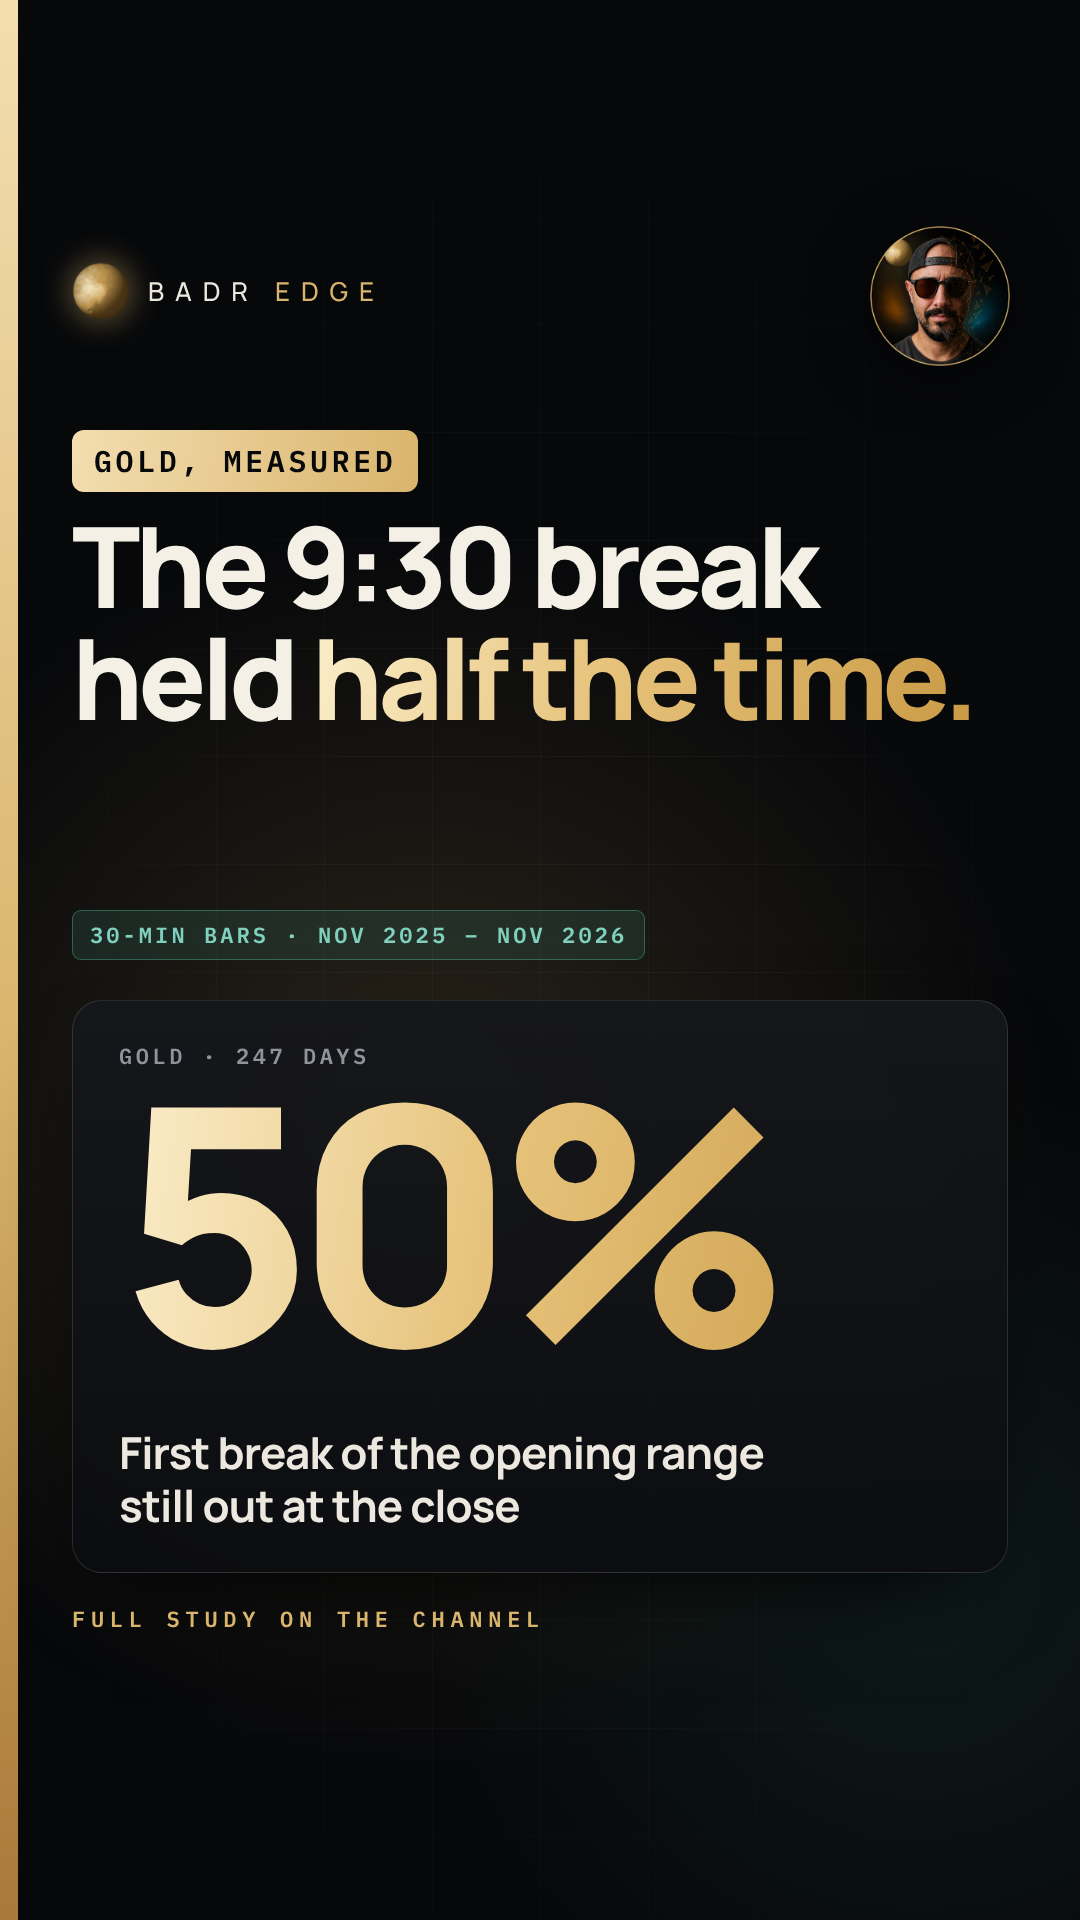 BADR EDGE
GOLD, MEASURED
The 9:30 break
held half the time.
30-MIN BARS · NOV 2025 – NOV 2026
GOLD · 247 DAYS
50%
First break of the opening range
still out at the close
FULL STUDY ON THE CHANNEL